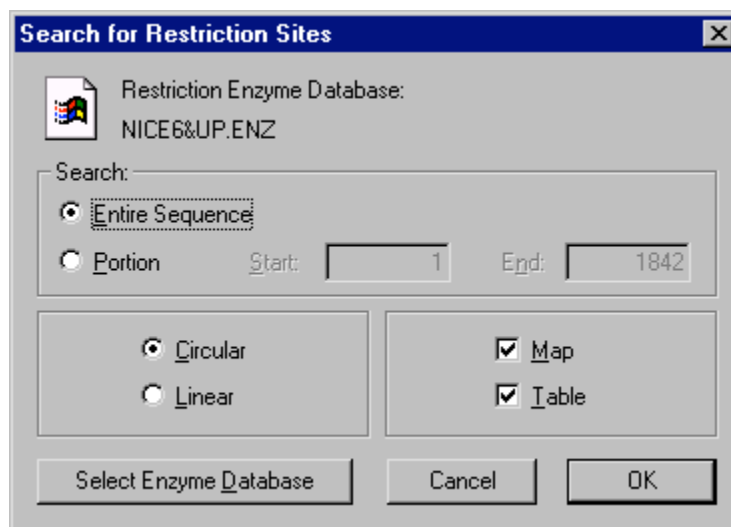 Search for Restriction Sites
Restriction Enzyme Database:
NICE6&UP.ENZ
Search:
Entire Sequence
Portion Start: 1 End: 1842
Circular Map
Linear Table
Select Enzyme Database Cancel OK